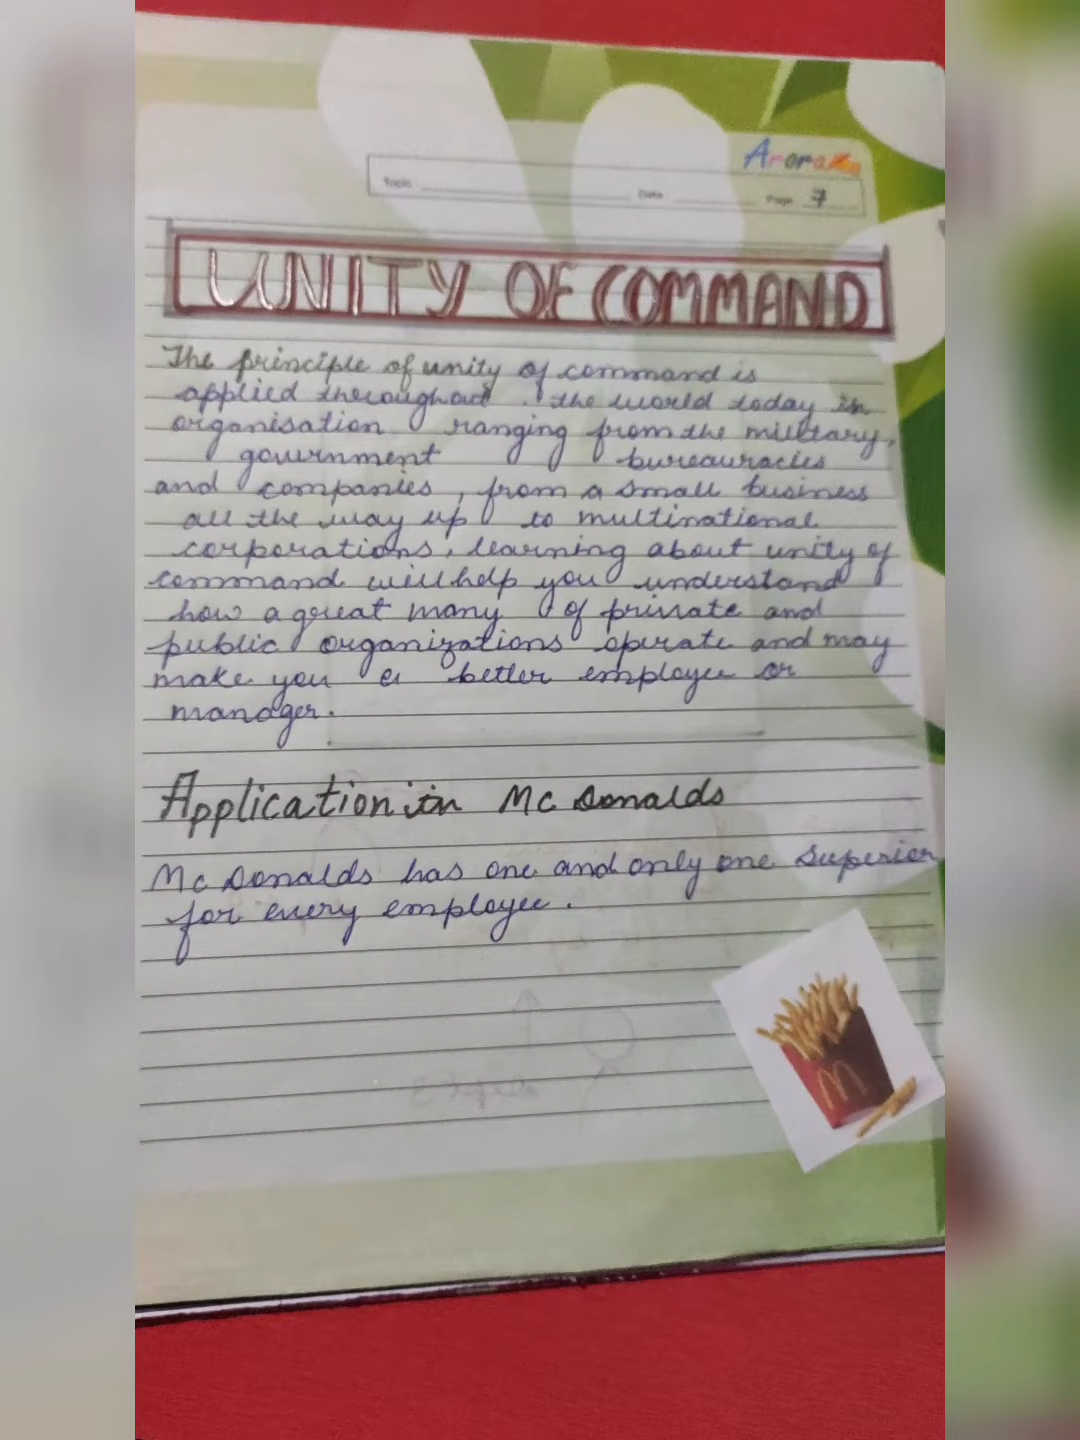 Arorak
Topic Date Page 7
UNITY OF COMMAND
The principle of unity of command is
applied throughout the world today in
organisation ranging from the military,
government bureauracies
and companies, from a small business
all the way up to multinational
corporations, learning about unity of
command will help you understand
how a great many of private and
public organizations operate and may
make you a better employee or
manager.
Application in Mc Donalds
Mc Donalds has one and only one superior
for every employee.